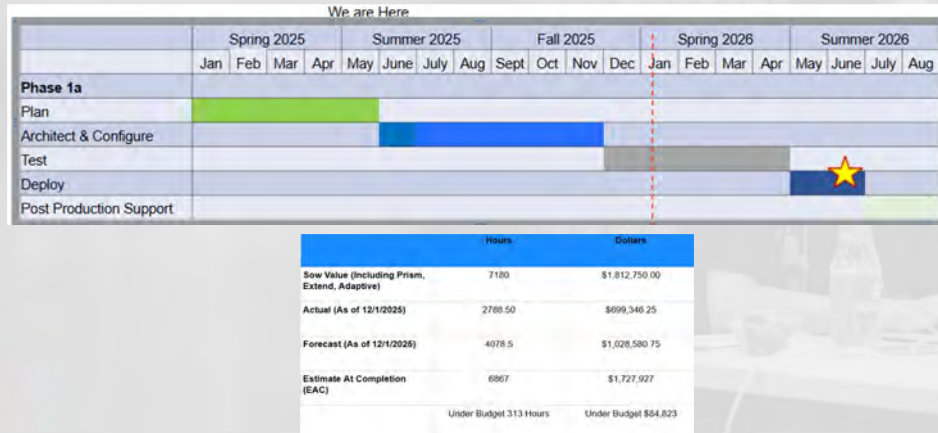 We are Here
Spring 2025 Summer 2025 Fall 2025 Spring 2026 Summer 2026
Jan Feb Mar Apr May June July Aug Sept Oct Nov Dec Jan Feb Mar Apr May June July Aug
Phase 1a
Plan
Architect & Configure
Test
Deploy
Post Production Support
Hours Dollars
Sow Value (Including Prism,
Extend, Adaptive) 7180 $1,812,750.00
Actual (As of 12/1/2025) 2788.50 $699,346.25
Forecast (As of 12/1/2025) 4078.5 $1,028,580.75
Estimate At Completion
(EAC) 6867 $1,727,927
Under Budget 313 Hours Under Budget $84,823